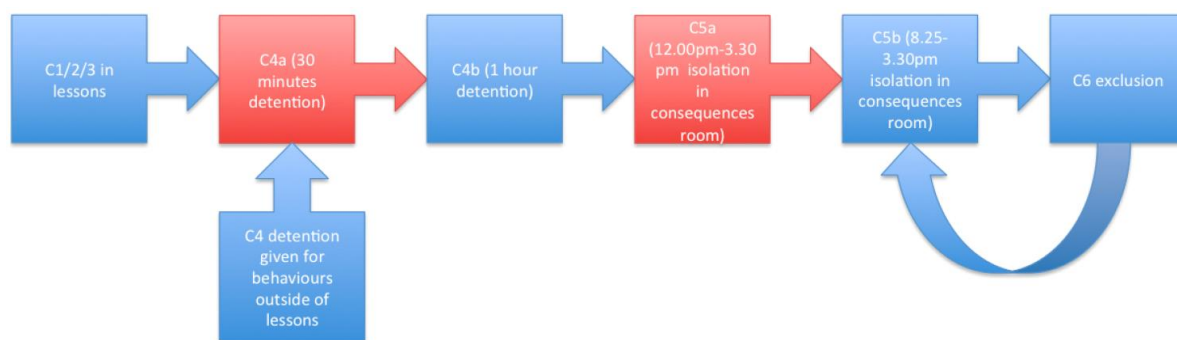 C1/2/3 in
lessons
C4a (30
minutes
detention)
C4b (1 hour
detention)
C5a
(12.00pm-3.30
pm isolation
in
consequences
room)
C5b (8.25-
3.30pm
isolation in
consequences
room)
C6 exclusion
C4 detention
given for
behaviours
outside of
lessons